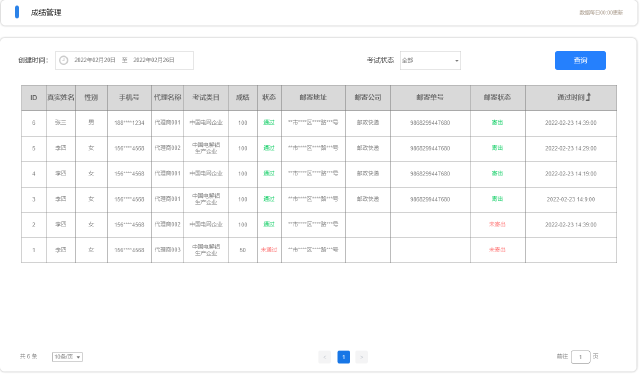 成绩管理
数据每日00:00更新
创建时间: 2022年02月20日 至 2022年02月26日 考试状态 全部 查询
ID 真实姓名 性别 手机号 代理名称 考试类目 成绩 状态 邮寄地址 邮寄公司 邮寄单号 邮寄状态 通过时间
6 张三 男 188****1234 代理商001 中国电网企业 100 通过 **市****区****路***号 邮政快递 9868299447680 寄出 2022-02-23 14:39:00
5 李四 女 156****4568 代理商002 中国电解铝生产企业 100 通过 **市****区****路***号 邮政快递 9868299447680 寄出 2022-02-23 14:29:00
4 李四 女 156****4568 代理商001 中国电网企业 100 通过 **市****区****路***号 邮政快递 9868299447680 寄出 2022-02-23 14:19:00
3 李四 女 156****4568 代理商001 中国电解铝生产企业 100 通过 **市****区****路***号 邮政快递 9868299447680 寄出 2022-02-23 14:9:00
2 李四 女 156****4568 代理商002 中国电网企业 100 通过 **市****区****路***号 未寄出 2022-02-23 14:39:00
1 李四 女 156****4568 代理商003 中国电解铝生产企业 50 未通过 **市****区****路***号 未寄出
共 6 条 10条/页 < 1 > 前往 1 页